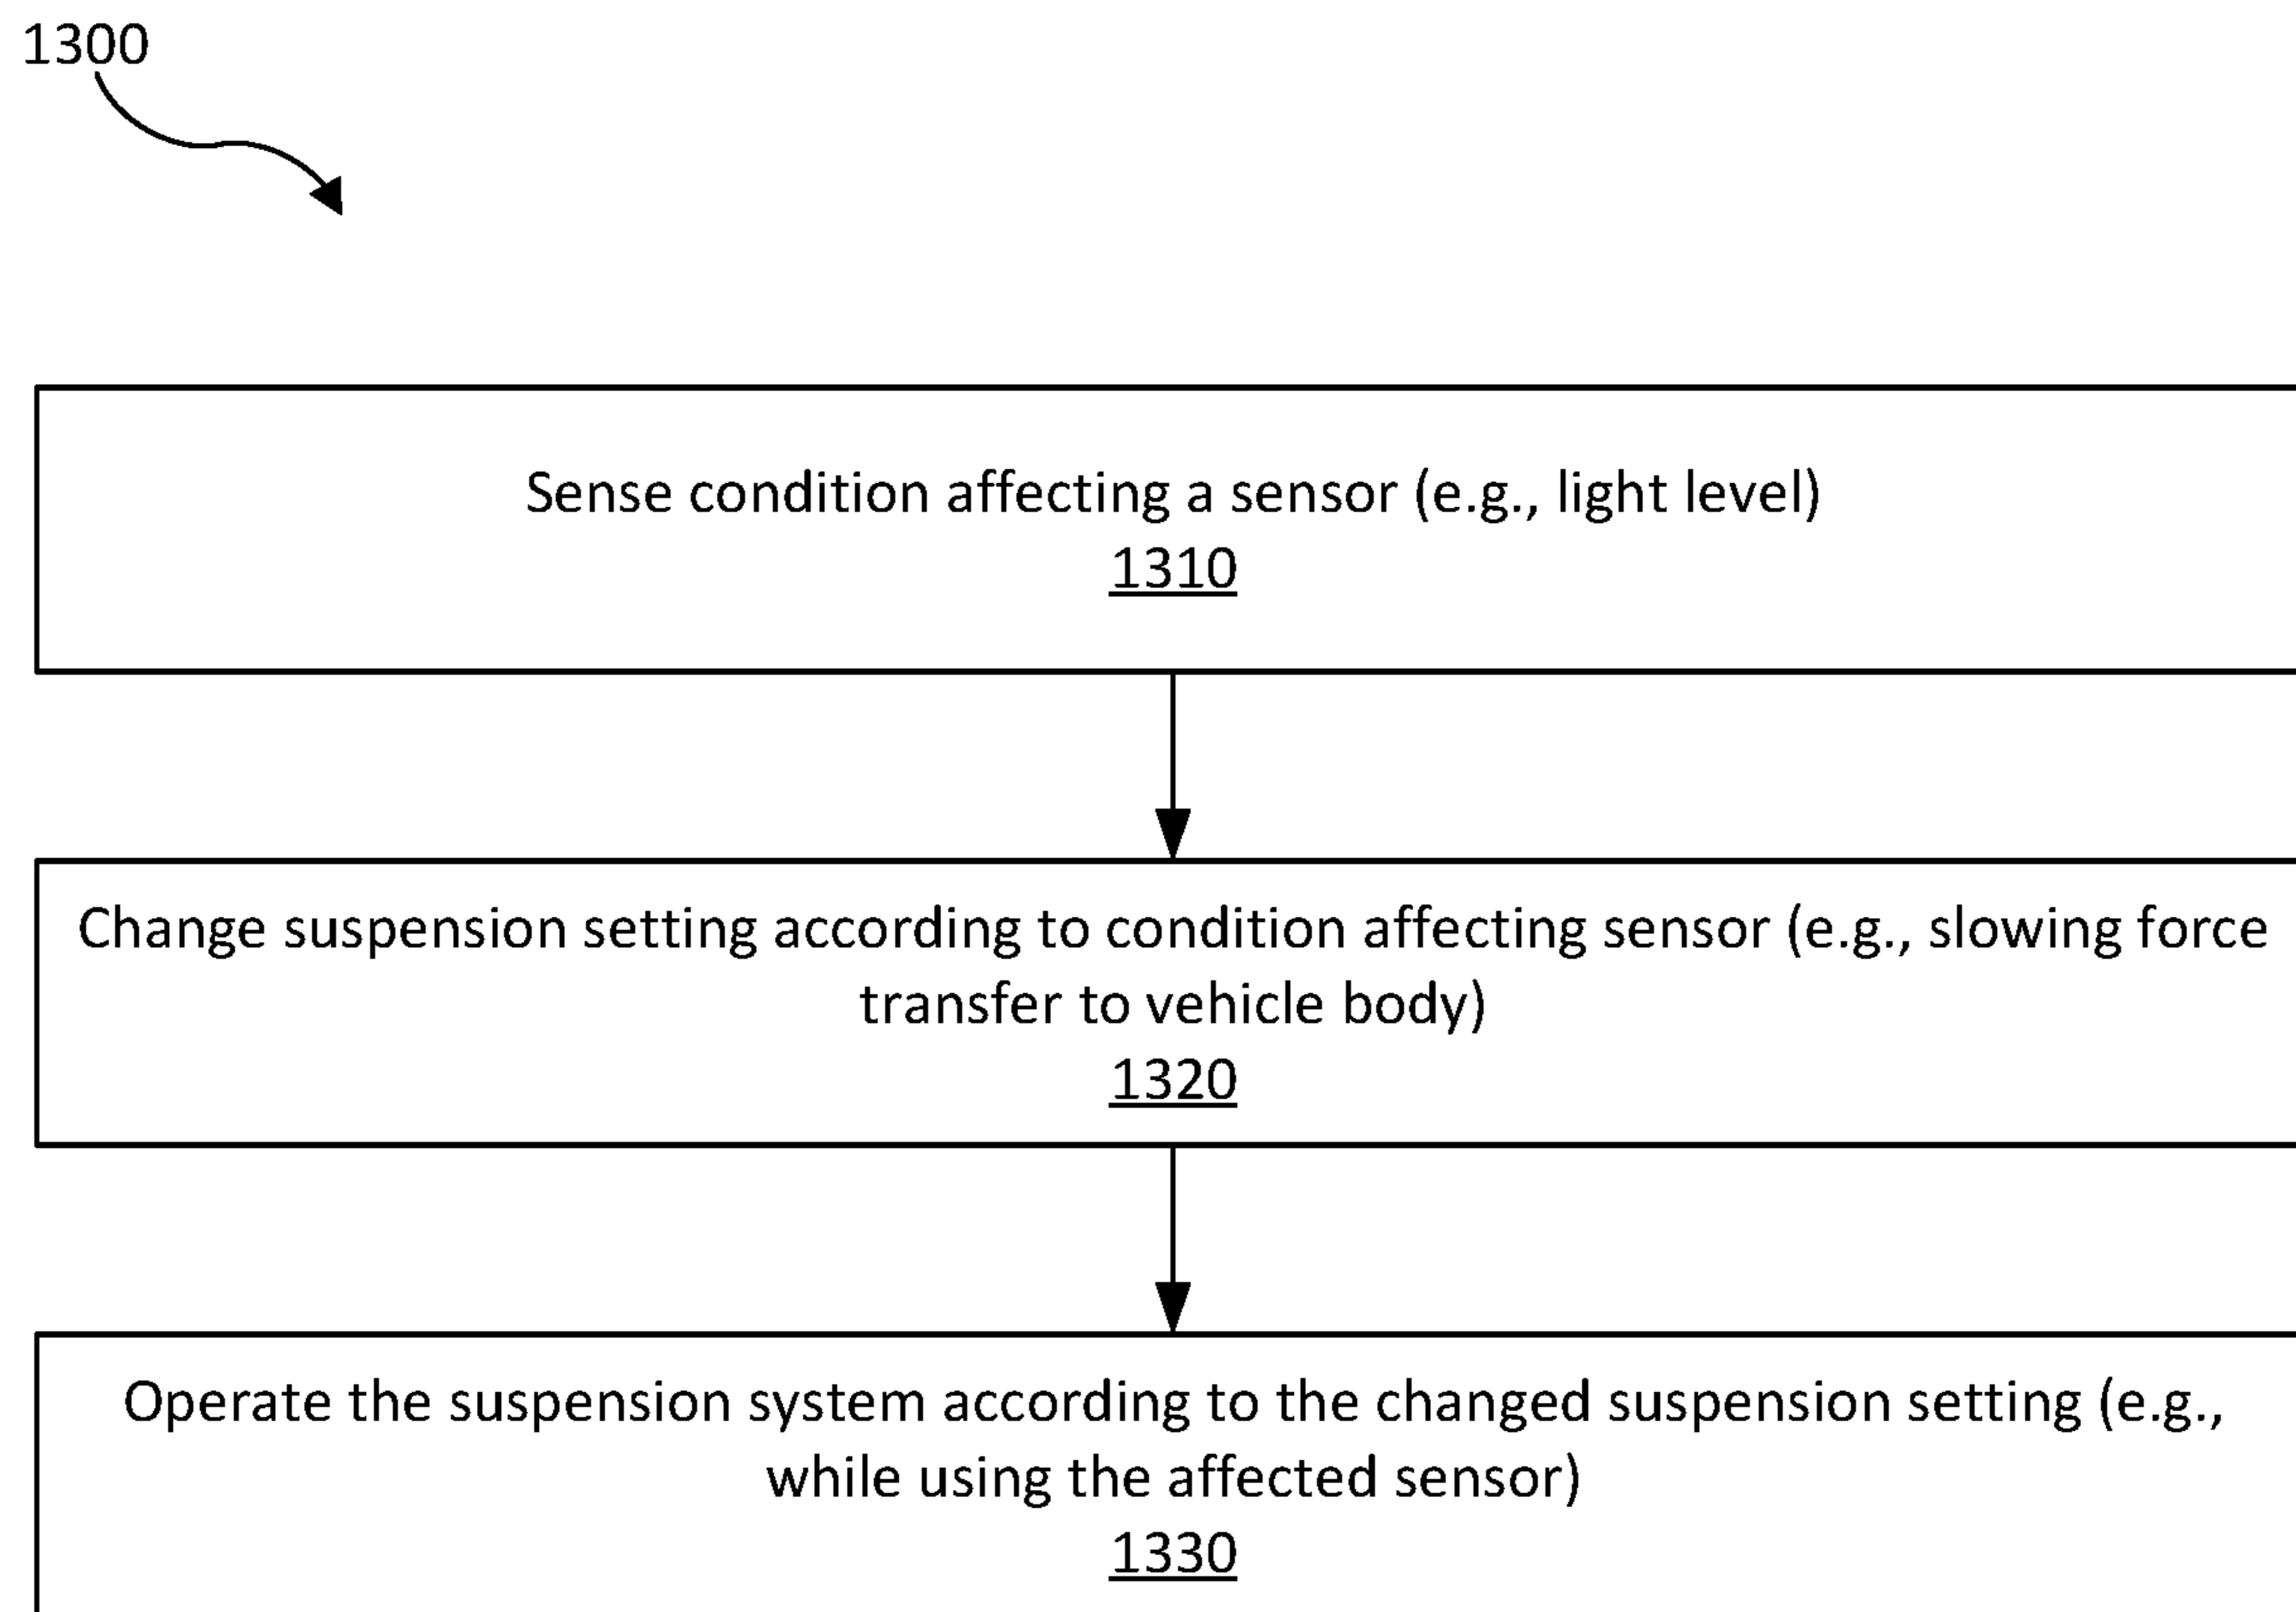 1300
Sense condition affecting a sensor (e.g., light level)
1310
Change suspension setting according to condition affecting sensor (e.g., slowing force
transfer to vehicle body)
1320
Operate the suspension system according to the changed suspension setting (e.g.,
while using the affected sensor)
1330